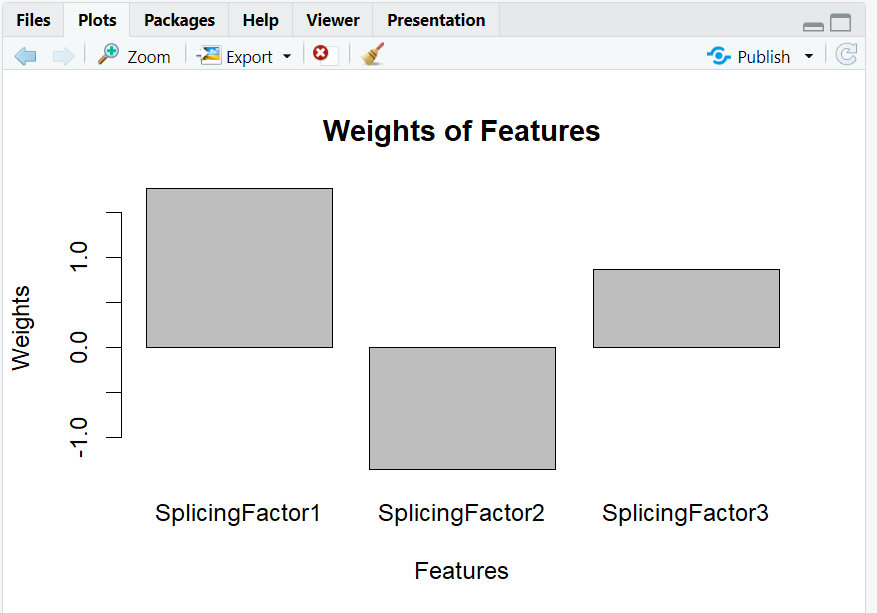 Files Plots Packages Help Viewer Presentation
Zoom Export Publish
Weights of Features
Weights
1.0
0.0
-1.0
SplicingFactor1 SplicingFactor2 SplicingFactor3
Features